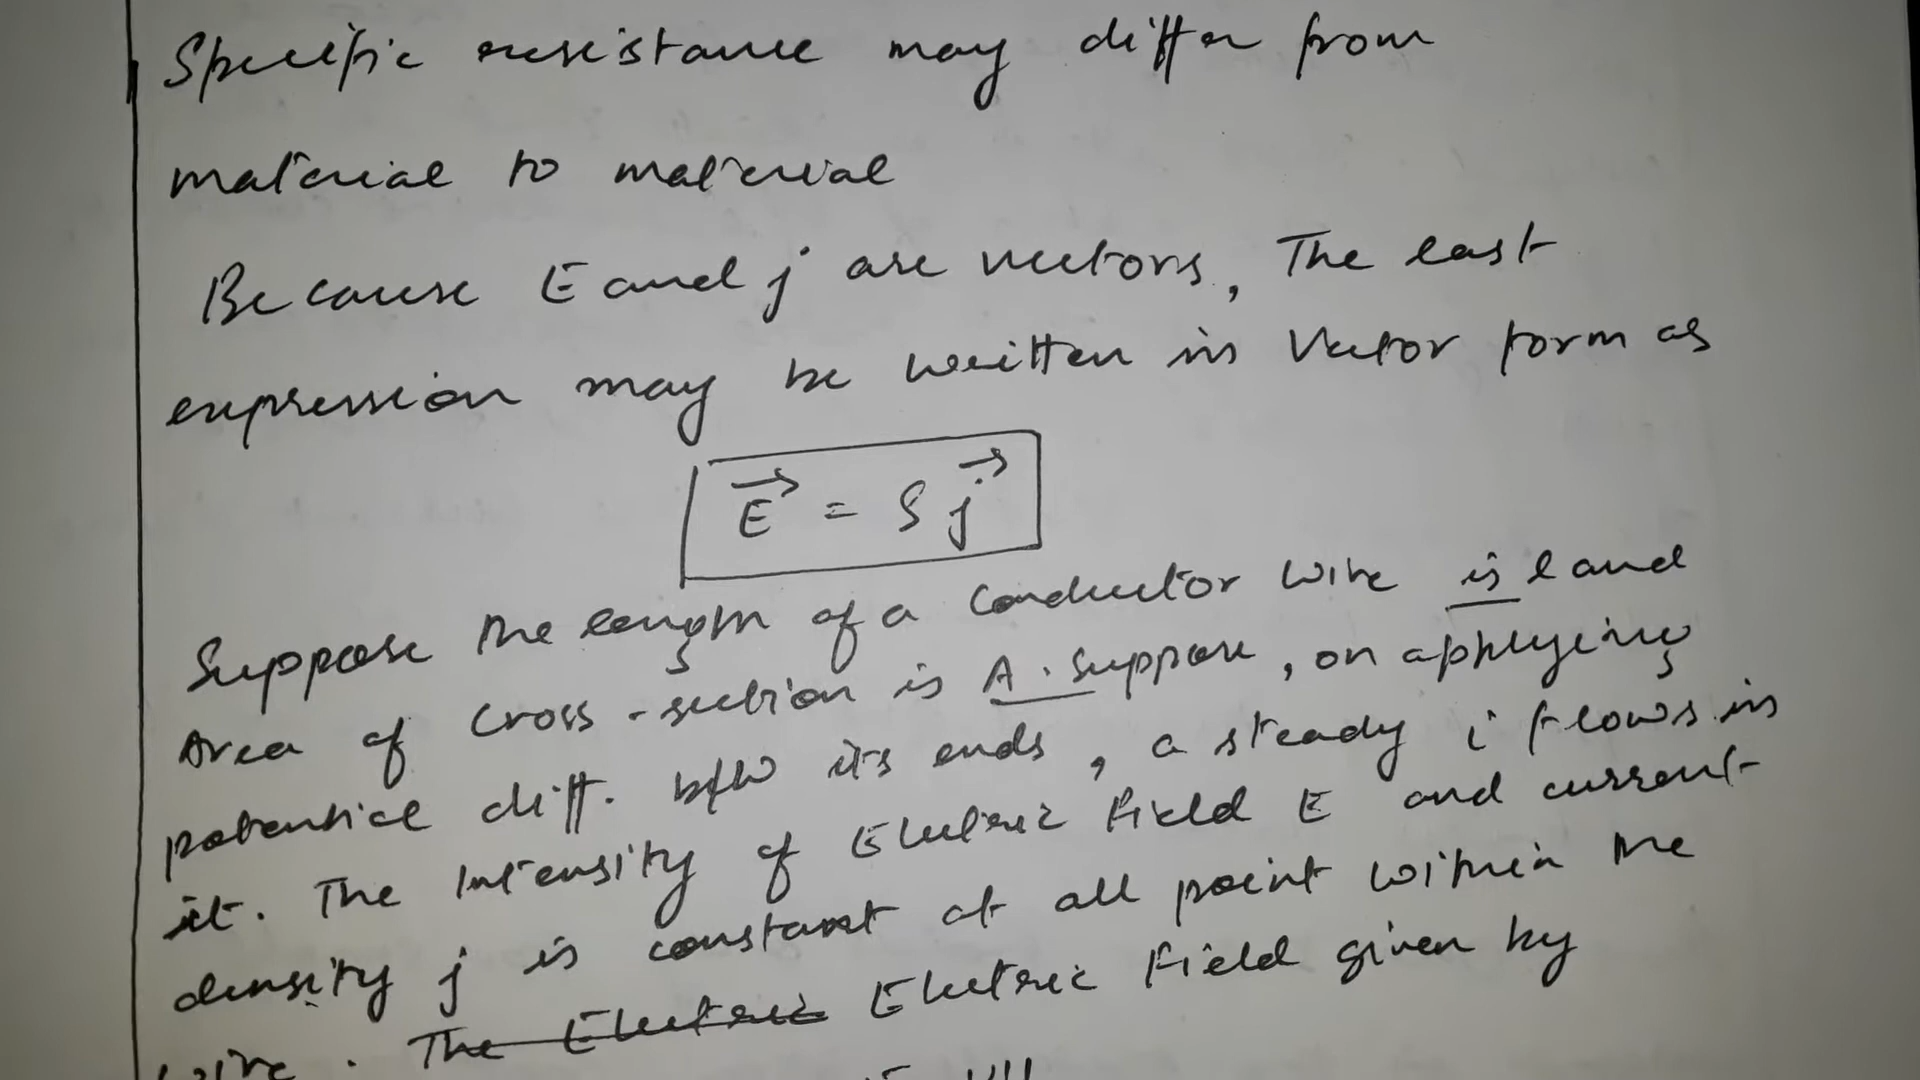 Specific resistance may differ from
material to material
Because E and j are vectors, The last
expression may be written in Vector form as
E⃗ = ρ j⃗
Suppose the length of a conductor wire is l and
Area of cross-section is A. Suppose, on applying
potential diff. b/w its ends, a steady i flows in
it. The Intensity of Electric field E and current
density j is constant at all point within the
wire. The Electric Electric Field given by